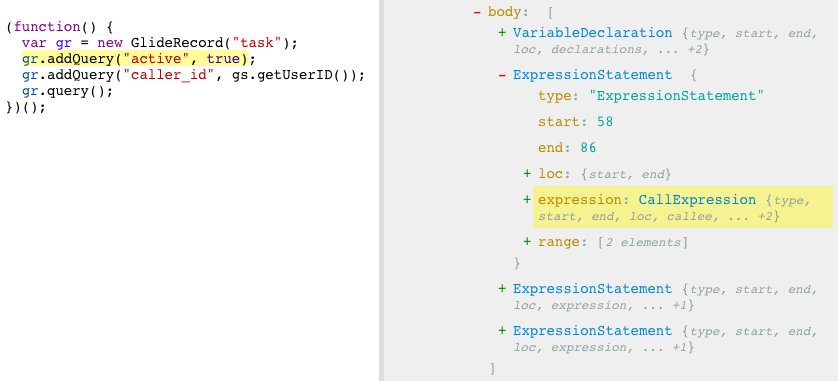 (function() {
  var gr = new GlideRecord("task");
  gr.addQuery("active", true);
  gr.addQuery("caller_id", gs.getUserID());
  gr.query();
})();
- body: [
+ VariableDeclaration {type, start, end,
loc, declarations, ... +2}
- ExpressionStatement {
type: "ExpressionStatement"
start: 58
end: 86
+ loc: {start, end}
+ expression: CallExpression {type,
start, end, loc, callee, ... +2}
+ range: [2 elements]
}
+ ExpressionStatement {type, start, end,
loc, expression, ... +1}
+ ExpressionStatement {type, start, end,
loc, expression, ... +1}
]